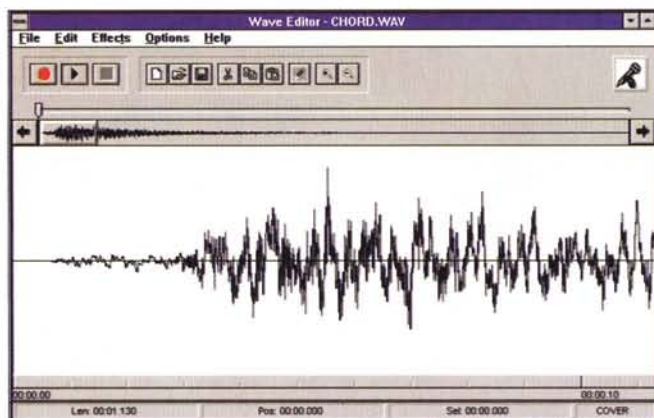 Wave Editor - CHORD.WAV
File Edit Effects Options Help
00:00.00 00:00.10
Len: 00:01.130 Pos: 00:00.000 Sel: 00:00.000 COVER